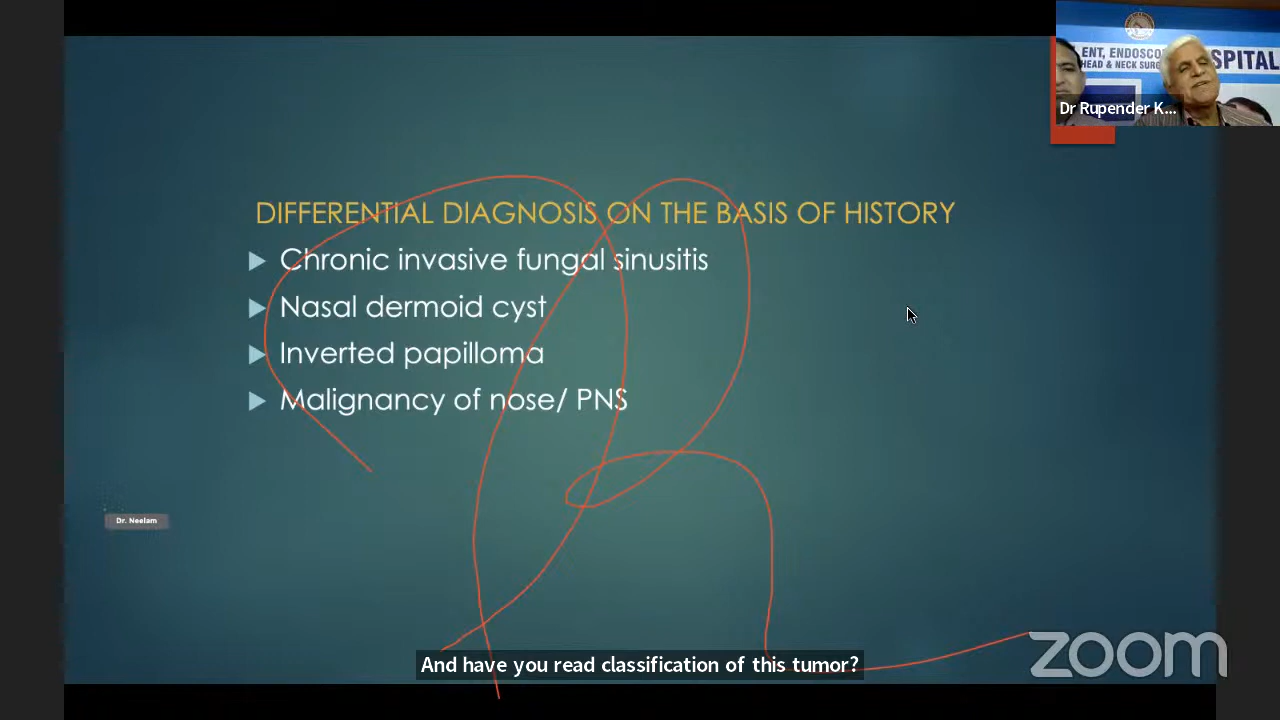 L ENT, ENDOSCO
HEAD & NECK SUR
SPITAL
Dr Rupender K...
DIFFERENTIAL DIAGNOSIS ON THE BASIS OF HISTORY
Chronic invasive fungal sinusitis
Nasal dermoid cyst
Inverted papilloma
Malignancy of nose/ PNS
Dr. Neelam
And have you read classification of this tumor?
zoom